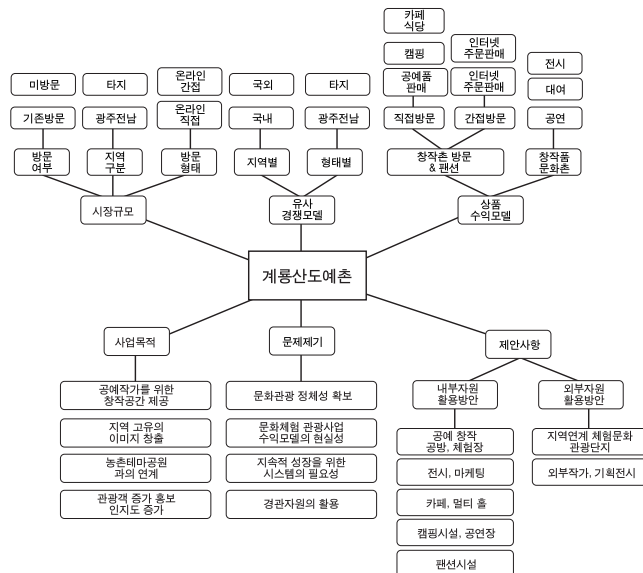 카페
식당
캠핑
인터넷
주문판매
전시
미방문
타지
온라인
간접
국외
타지
공예품
판매
인터넷
주문판매
대여
기존방문
광주전남
온라인
직접
국내
광주전남
직접방문
간접방문
공연
방문
여부
지역
구분
방문
형태
지역별
형태별
창작촌 방문
& 팬션
창작품
문화촌
시장규모
유사
경쟁모델
상품
수익모델
계룡산도예촌
사업목적
문제제기
제안사항
공예작가를 위한
창작공간 제공
지역 고유의
이미지 창출
농촌테마공원
과의 연계
관광객 증가 홍보
인지도 증가
문화관광 정체성 확보
문화체험 관광사업
수익모델의 현실성
지속적 성장을 위한
시스템의 필요성
경관자원의 활용
내부자원
활용방안
외부자원
활용방안
공예 창작
공방, 체험장
전시, 마케팅
카페, 멀티 홀
캠핑시설, 공연장
팬션시설
지역연계 체험문화
관광단지
외부작가, 기획전시